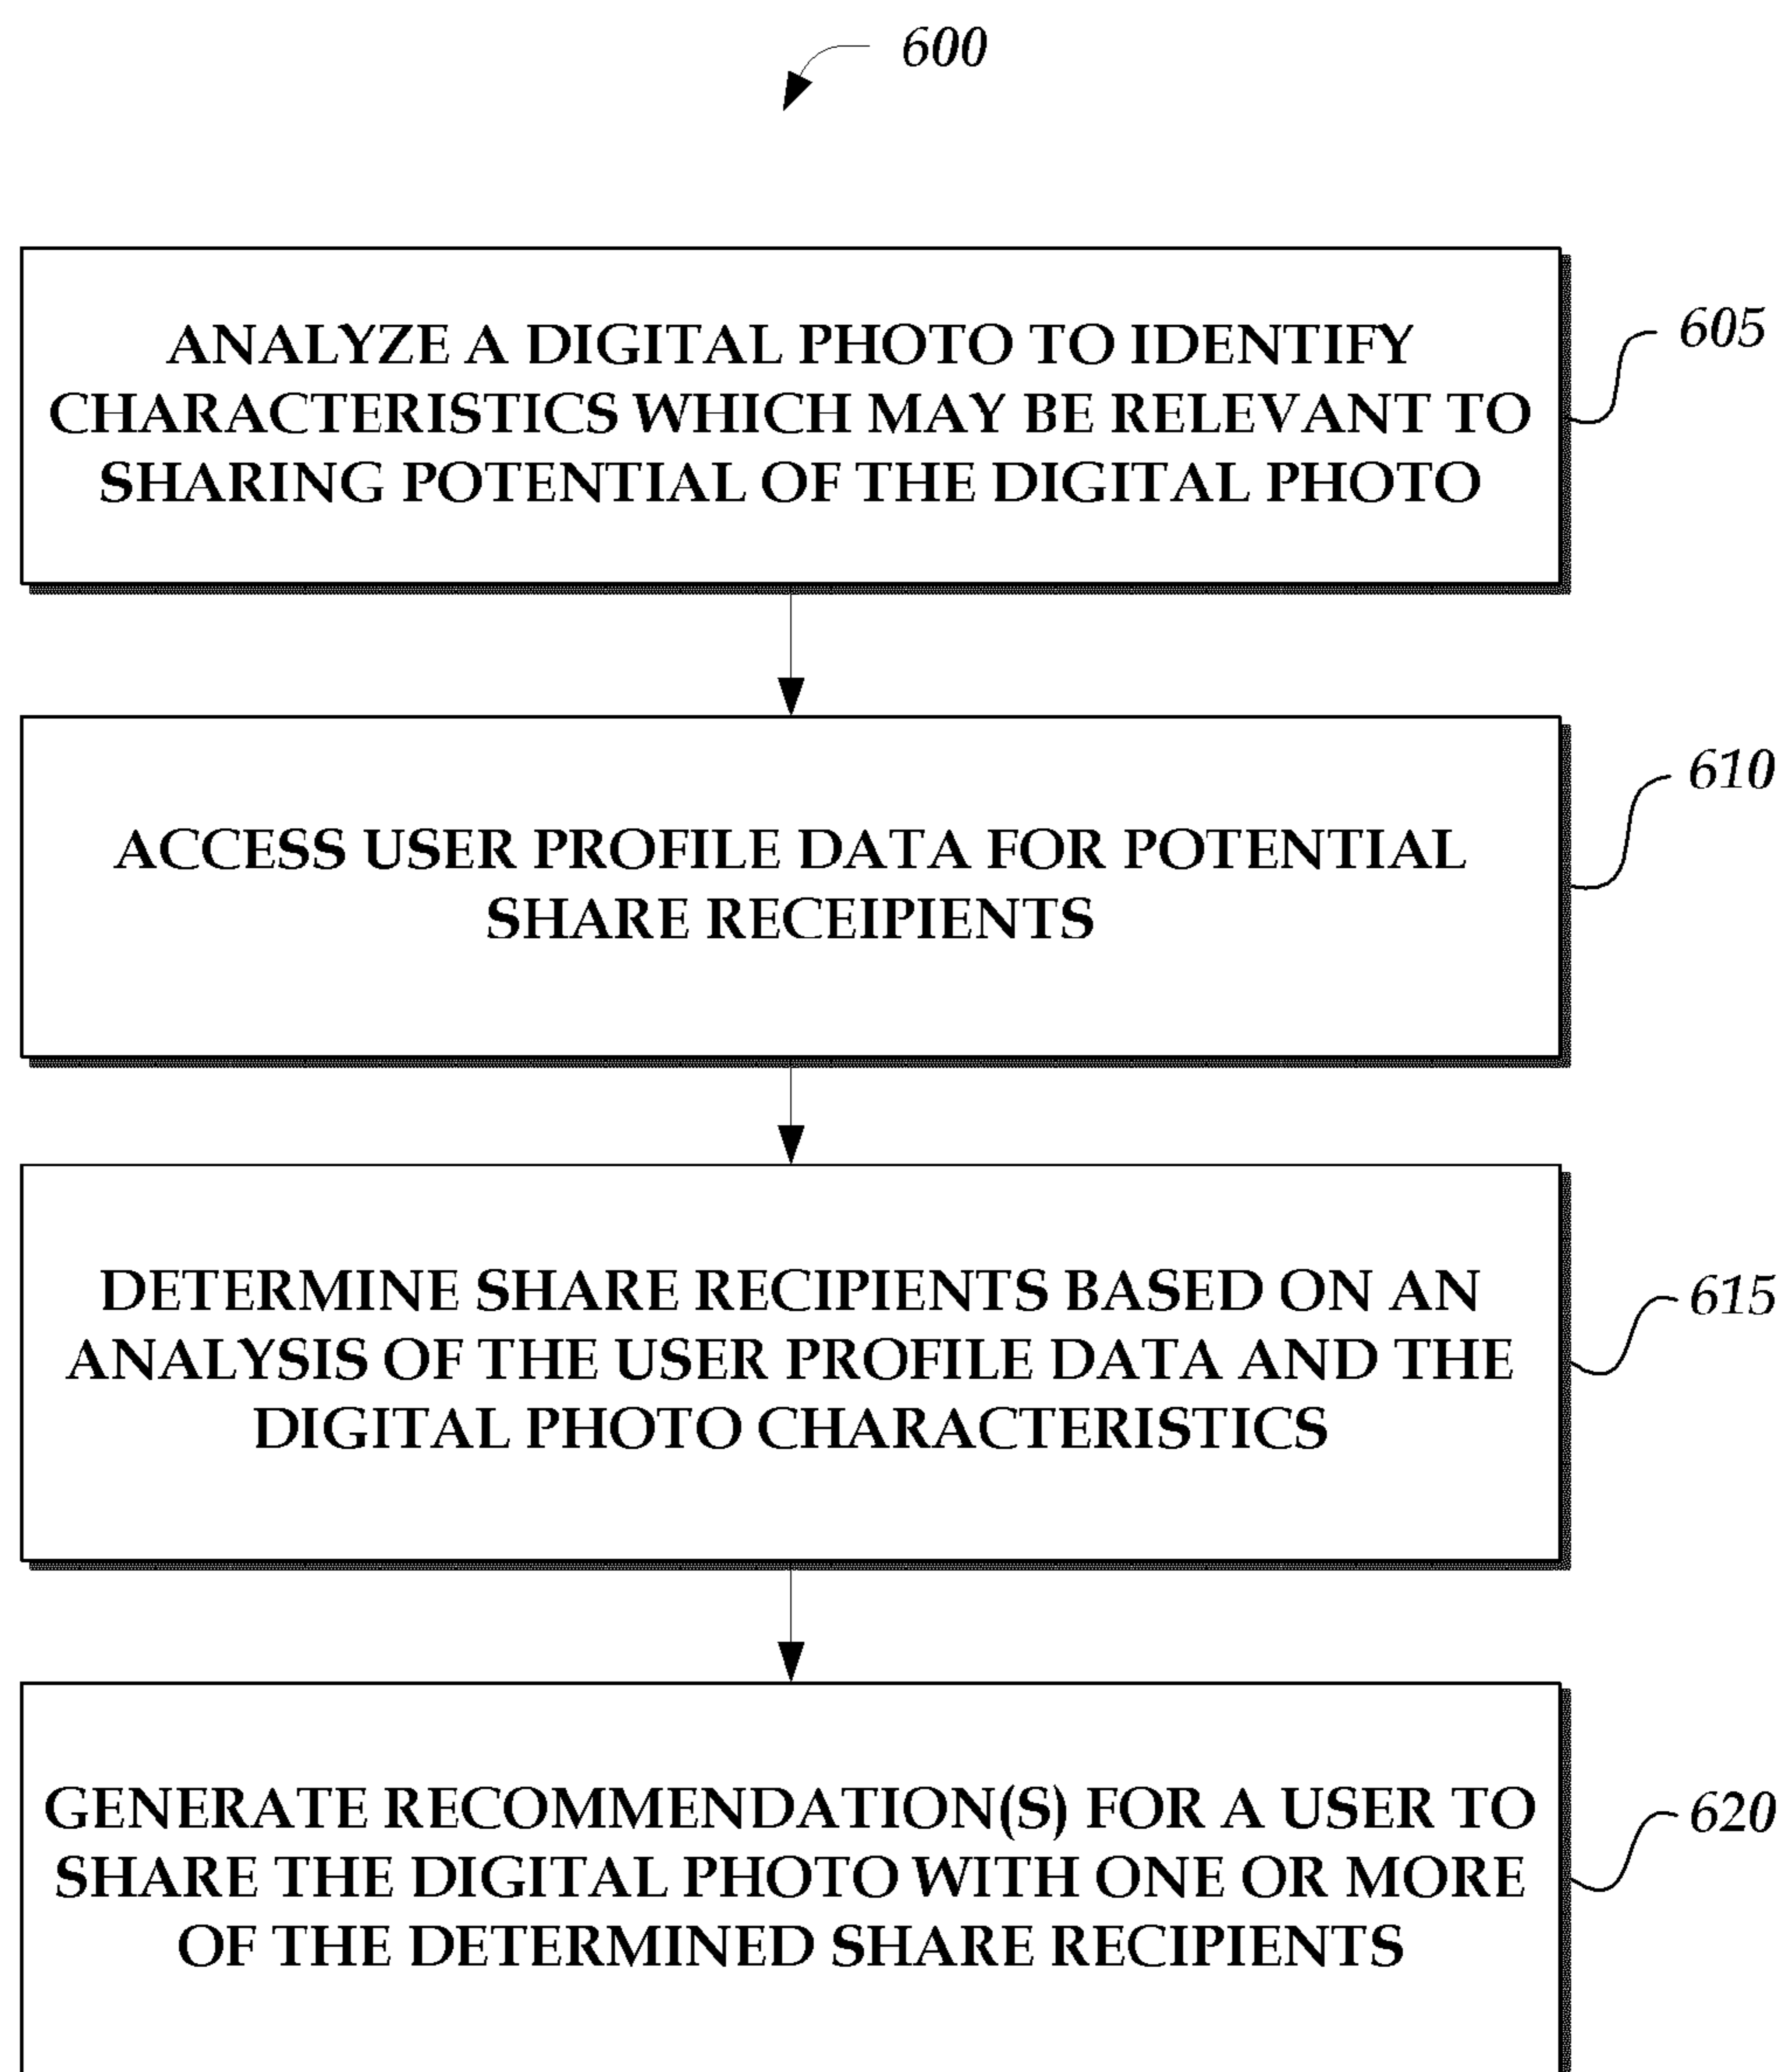 600
ANALYZE A DIGITAL PHOTO TO IDENTIFY
CHARACTERISTICS WHICH MAY BE RELEVANT TO
SHARING POTENTIAL OF THE DIGITAL PHOTO
605
ACCESS USER PROFILE DATA FOR POTENTIAL
SHARE RECEIPIENTS
610
DETERMINE SHARE RECIPIENTS BASED ON AN
ANALYSIS OF THE USER PROFILE DATA AND THE
DIGITAL PHOTO CHARACTERISTICS
615
GENERATE RECOMMENDATION(S) FOR A USER TO
SHARE THE DIGITAL PHOTO WITH ONE OR MORE
OF THE DETERMINED SHARE RECIPIENTS
620